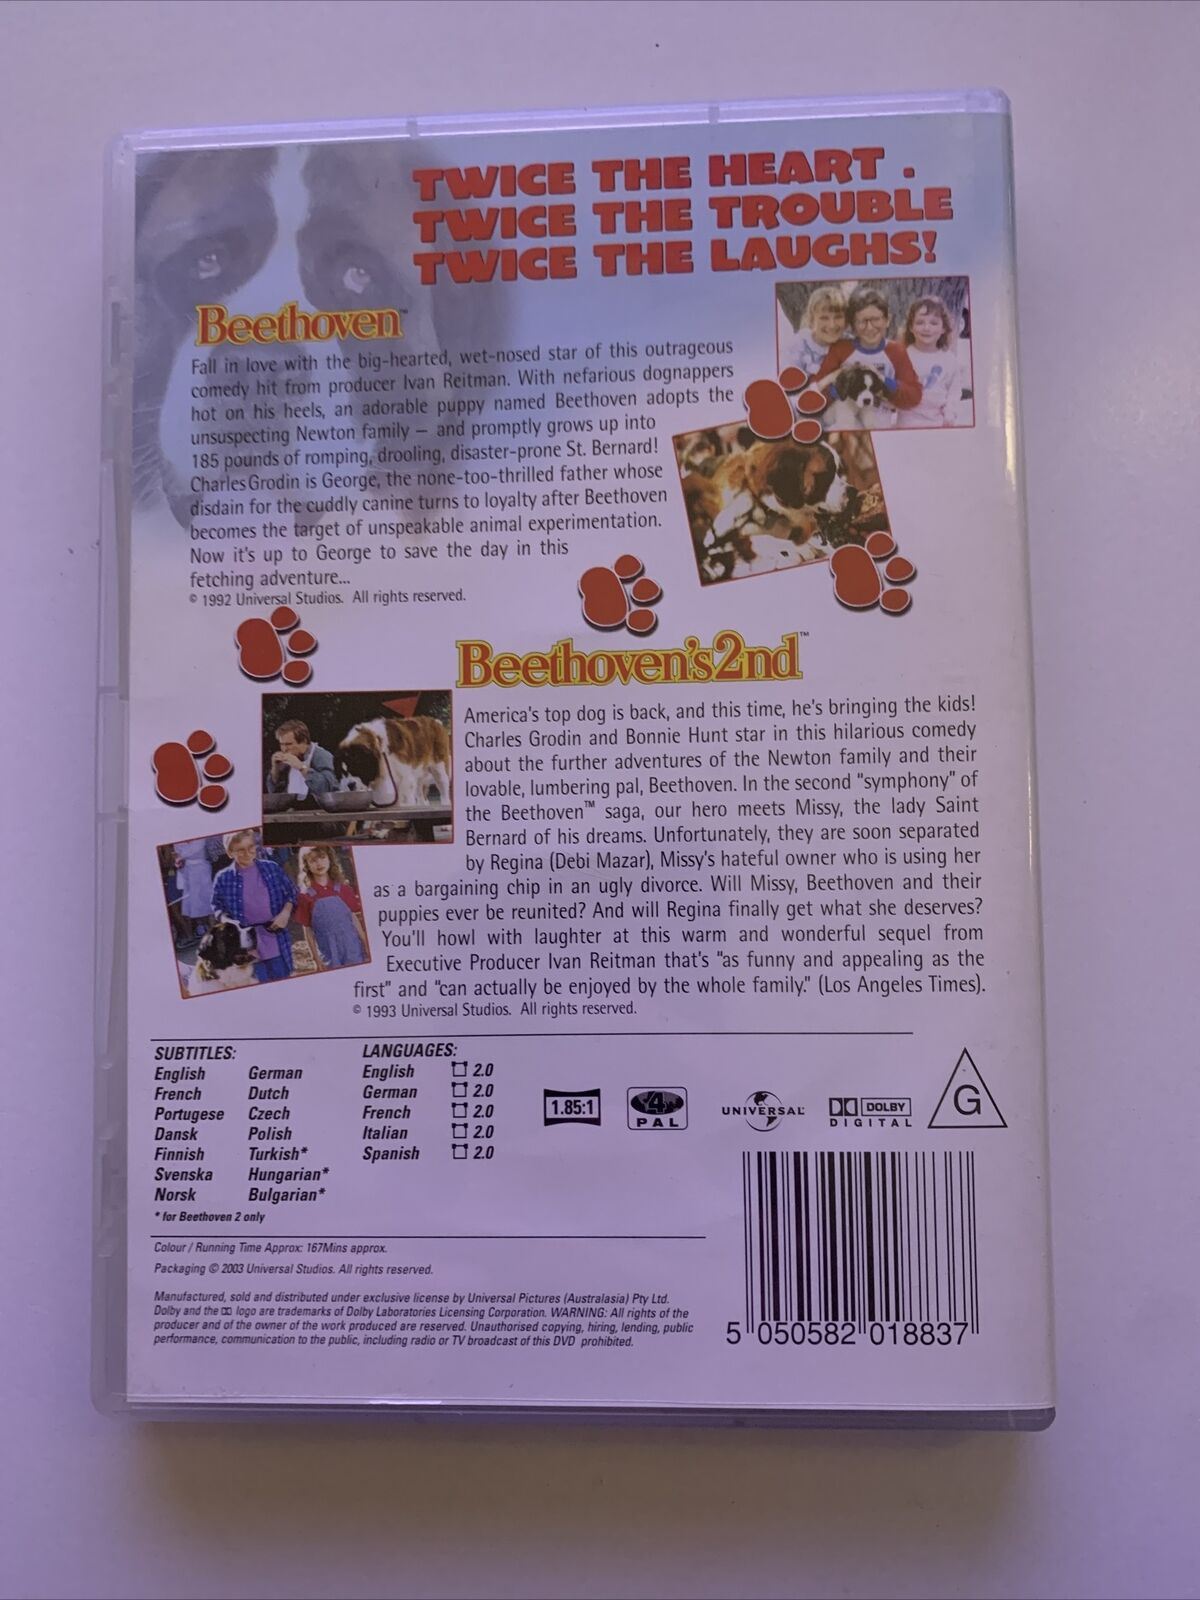 TWICE THE HEART .
TWICE THE TROUBLE
TWICE THE LAUGHS!
Beethoven™
Fall in love with the big-hearted, wet-nosed star of this outrageous
comedy hit from producer Ivan Reitman. With nefarious dognappers
hot on his heels, an adorable puppy named Beethoven adopts the
unsuspecting Newton family – and promptly grows up into
185 pounds of romping, drooling, disaster-prone St. Bernard!
Charles Grodin is George, the none-too-thrilled father whose
disdain for the cuddly canine turns to loyalty after Beethoven
becomes the target of unspeakable animal experimentation.
Now it's up to George to save the day in this
fetching adventure...
© 1992 Universal Studios. All rights reserved.
Beethoven's 2nd™
America's top dog is back, and this time, he's bringing the kids!
Charles Grodin and Bonnie Hunt star in this hilarious comedy
about the further adventures of the Newton family and their
lovable, lumbering pal, Beethoven. In the second "symphony" of
the Beethoven™ saga, our hero meets Missy, the lady Saint
Bernard of his dreams. Unfortunately, they are soon separated
by Regina (Debi Mazar), Missy's hateful owner who is using her
as a bargaining chip in an ugly divorce. Will Missy, Beethoven and their
puppies ever be reunited? And will Regina finally get what she deserves?
You'll howl with laughter at this warm and wonderful sequel from
Executive Producer Ivan Reitman that's "as funny and appealing as the
first" and "can actually be enjoyed by the whole family." (Los Angeles Times).
© 1993 Universal Studios. All rights reserved.
SUBTITLES:
English German
French Dutch
Portugese Czech
Dansk Polish
Finnish Turkish*
Svenska Hungarian*
Norsk Bulgarian*
* for Beethoven 2 only
LANGUAGES:
English 2.0
German 2.0
French 2.0
Italian 2.0
Spanish 2.0
1.85:1
4
PAL
UNIVERSAL
DOLBY
DIGITAL
G
Colour / Running Time Approx: 167Mins approx.
Packaging © 2003 Universal Studios. All rights reserved.
Manufactured, sold and distributed under exclusive license by Universal Pictures (Australasia) Pty Ltd.
Dolby and the logo are trademarks of Dolby Laboratories Licensing Corporation. WARNING: All rights of the
producer and of the owner of the work produced are reserved. Unauthorised copying, hiring, lending, public
performance, communication to the public, including radio or TV broadcast of this DVD prohibited.
5 050582 018837